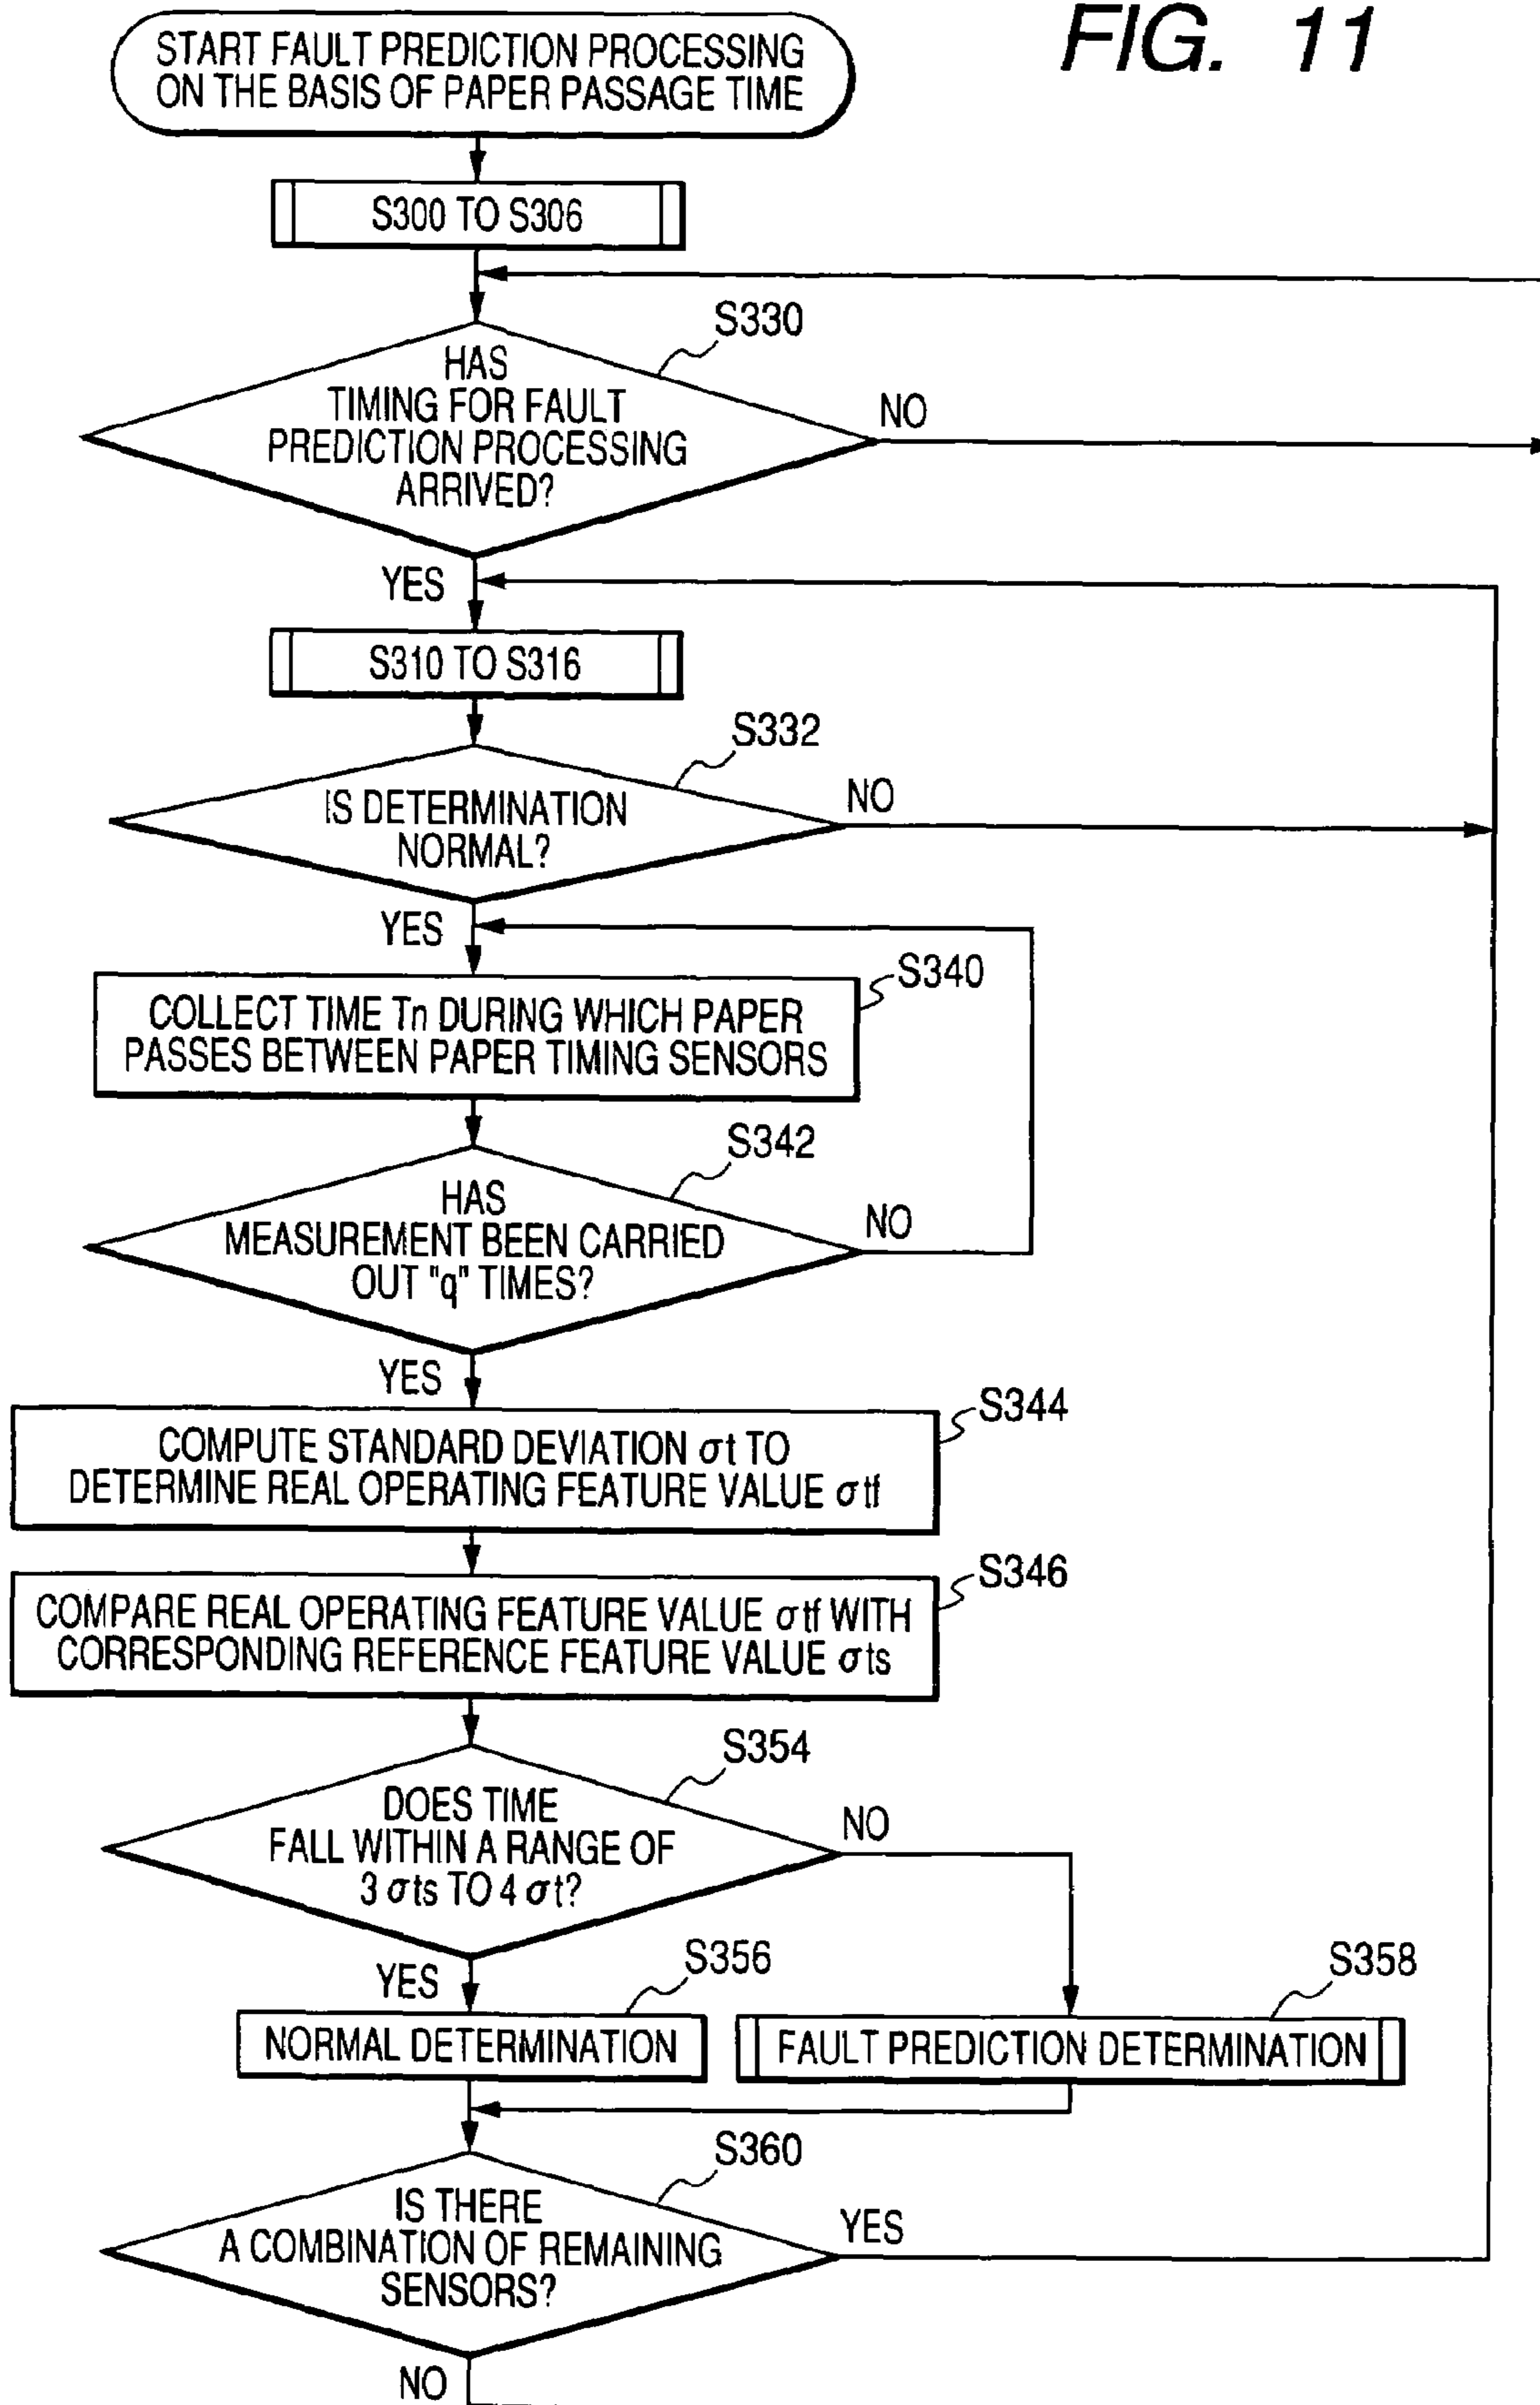 FIG. 11
START FAULT PREDICTION PROCESSING
ON THE BASIS OF PAPER PASSAGE TIME
S300 TO S306
S330
HAS
TIMING FOR FAULT
PREDICTION PROCESSING
ARRIVED?
NO
YES
S310 TO S316
S332
IS DETERMINATION
NORMAL?
NO
YES
S340
COLLECT TIME Tn DURING WHICH PAPER
PASSES BETWEEN PAPER TIMING SENSORS
S342
HAS
MEASUREMENT BEEN CARRIED
OUT "q" TIMES?
NO
YES
S344
COMPUTE STANDARD DEVIATION σt TO
DETERMINE REAL OPERATING FEATURE VALUE σtf
S346
COMPARE REAL OPERATING FEATURE VALUE σtf WITH
CORRESPONDING REFERENCE FEATURE VALUE σts
S354
DOES TIME
FALL WITHIN A RANGE OF
3 σts TO 4 σt?
NO
YES
S356
NORMAL DETERMINATION
S358
FAULT PREDICTION DETERMINATION
S360
IS THERE
A COMBINATION OF REMAINING
SENSORS?
YES
NO